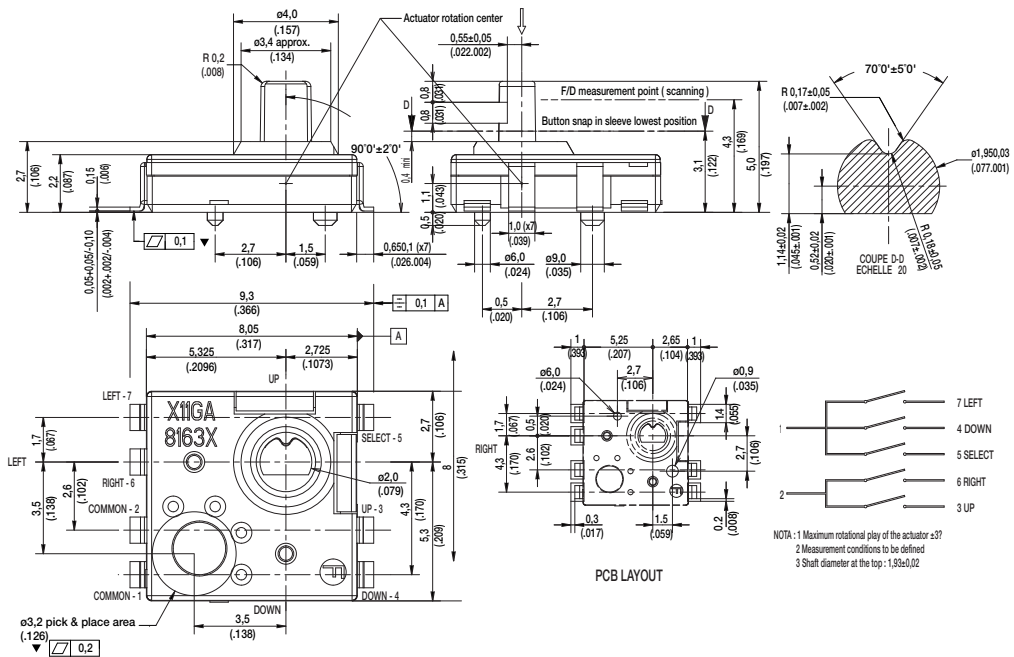 ø4,0
(.157)
ø3,4 approx.
(.134)
R 0,2
(.008)
Actuator rotation center
2,7
(.106)
2,2
(.087)
0,15
(.006)
90˚0'±2˚0'
0,1
0,05+0,05/-0,10
(.002+.002/-.004)
2,7
(.106)
1,5
(.059)
0,650,1 (x7)
(.026.004)
9,3
(.366)
0,1 A
8,05
(.317)
A
5,325
(.2096)
2,725
(.1073)
0,55±0,05
(.022.002)
0,8
(.031)
0,8
(.031)
D
F/D measurement point ( scanning )
Button snap in sleeve lowest position
D
0,4 mini
1,1
(.043)
0,5
(.020)
3,1
(.122)
4,3
(.169)
5,0
(.197)
1,0 (x7)
(.039)
ø6,0
(.024)
ø9,0
(.035)
0,5
(.020)
2,7
(.106)
70˚0'±5˚0'
R 0,17±0,05
(.007±.002)
ø1,950,03
(.077.001)
R 0,18±0,05
(.007±.002)
1,14±0,02
(.045±.001)
0,52±0,02
(.020±.001)
COUPE D-D
ECHELLE 20
UP
LEFT - 7
X11GA
8163X
SELECT - 5
1,7
(.067)
LEFT
RIGHT - 6
COMMON - 2
2,6
(.102)
3,5
(.138)
ø2,0
(.079)
UP - 3
2,7
(.106)
4,3
(.170)
5,3
(.209)
8
(.315)
RIGHT
COMMON - 1
DOWN
DOWN - 4
ø3,2 pick & place area
(.126)
0,2
3,5
(.138)
1
(.393)
5,25
(.207)
2,65
(.104)
1
(.393)
2,7
(.106)
ø6,0
(.024)
ø0,9
(.035)
1,7
(.067)
0,5
(.020)
4,3
(.170)
2,6
(.102)
1.4
(.055)
2,7
(.106)
0,3
(.017)
1.5
(.059)
0.2
(.008)
PCB LAYOUT
1
7 LEFT
4 DOWN
5 SELECT
2
6 RIGHT
3 UP
NOTA : 1 Maximum rotational play of the actuator ±3?
2 Measurement conditions to be defined
3 Shaft diameter at the top : 1,93±0,02